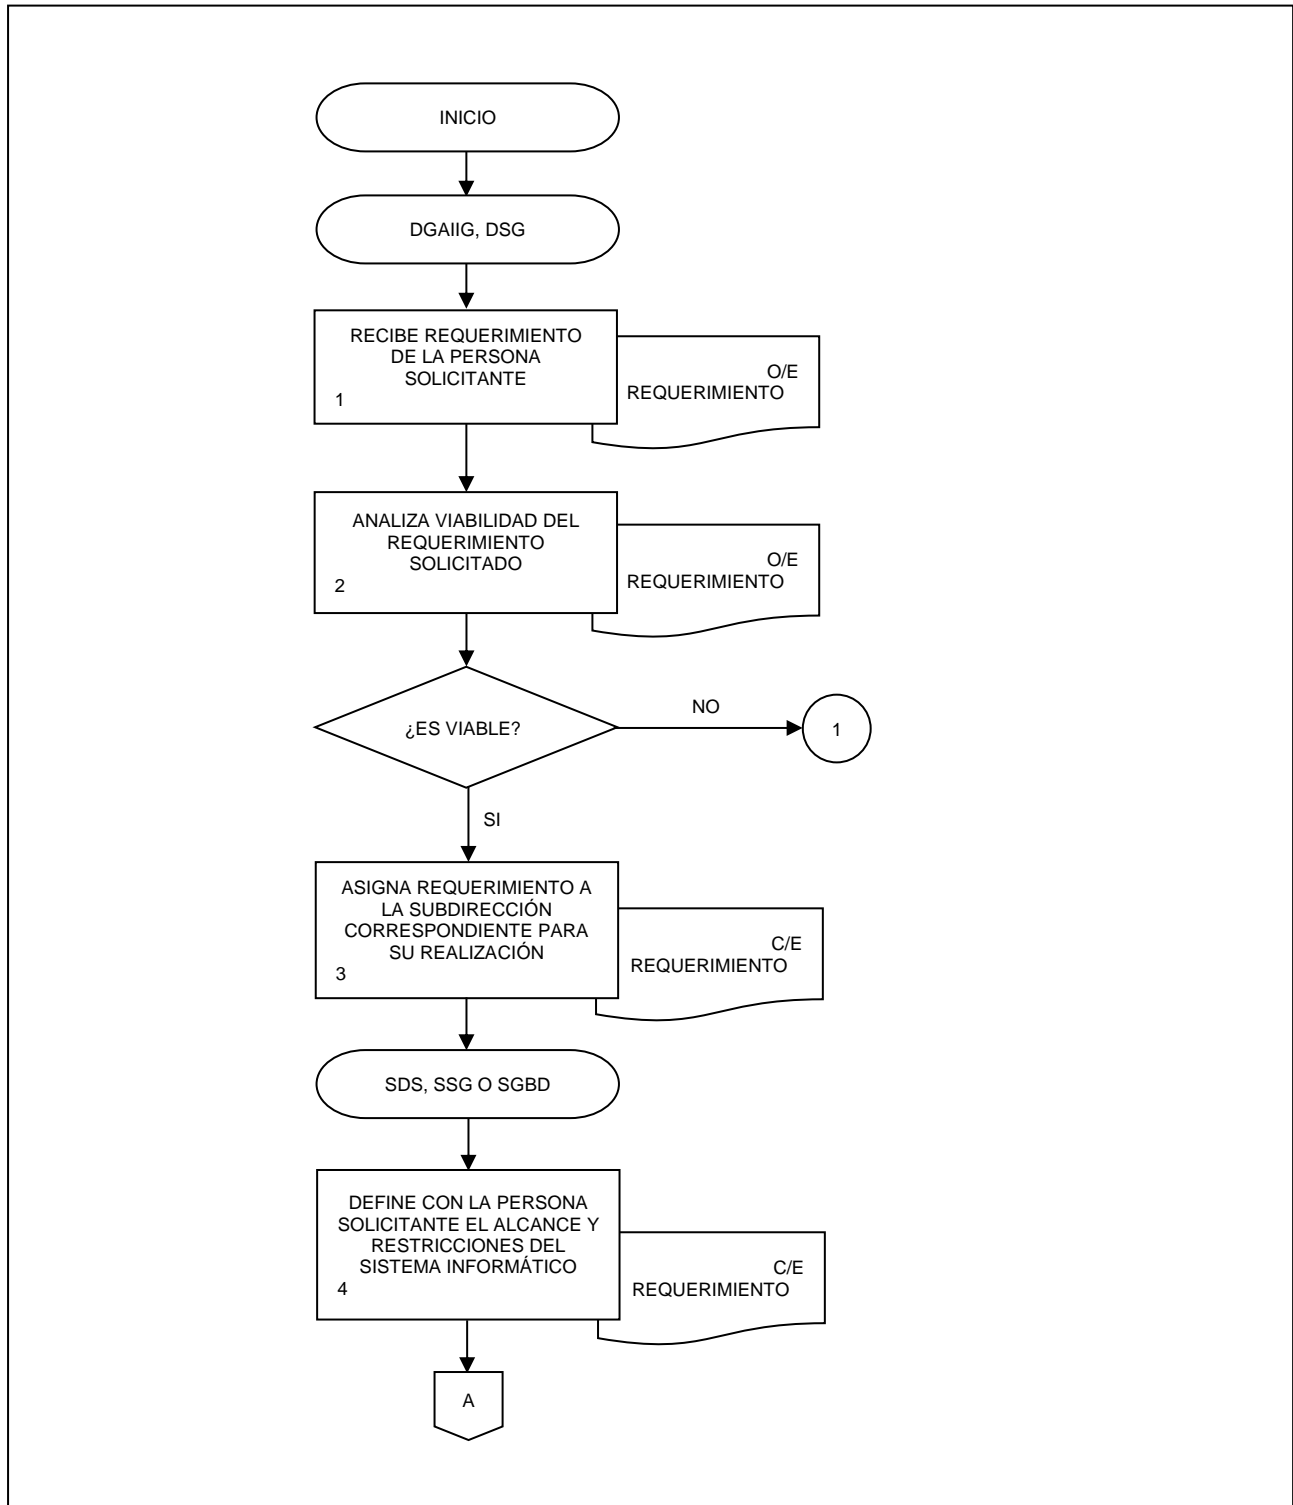 INICIO
DGAIIG, DSG
RECIBE REQUERIMIENTO
DE LA PERSONA
SOLICITANTE
1
O/E
REQUERIMIENTO
ANALIZA VIABILIDAD DEL
REQUERIMIENTO
SOLICITADO
2
O/E
REQUERIMIENTO
¿ES VIABLE?
NO
1
SI
ASIGNA REQUERIMIENTO A
LA SUBDIRECCIÓN
CORRESPONDIENTE PARA
SU REALIZACIÓN
3
C/E
REQUERIMIENTO
SDS, SSG O SGBD
DEFINE CON LA PERSONA
SOLICITANTE EL ALCANCE Y
RESTRICCIONES DEL
SISTEMA INFORMÁTICO
4
C/E
REQUERIMIENTO
A